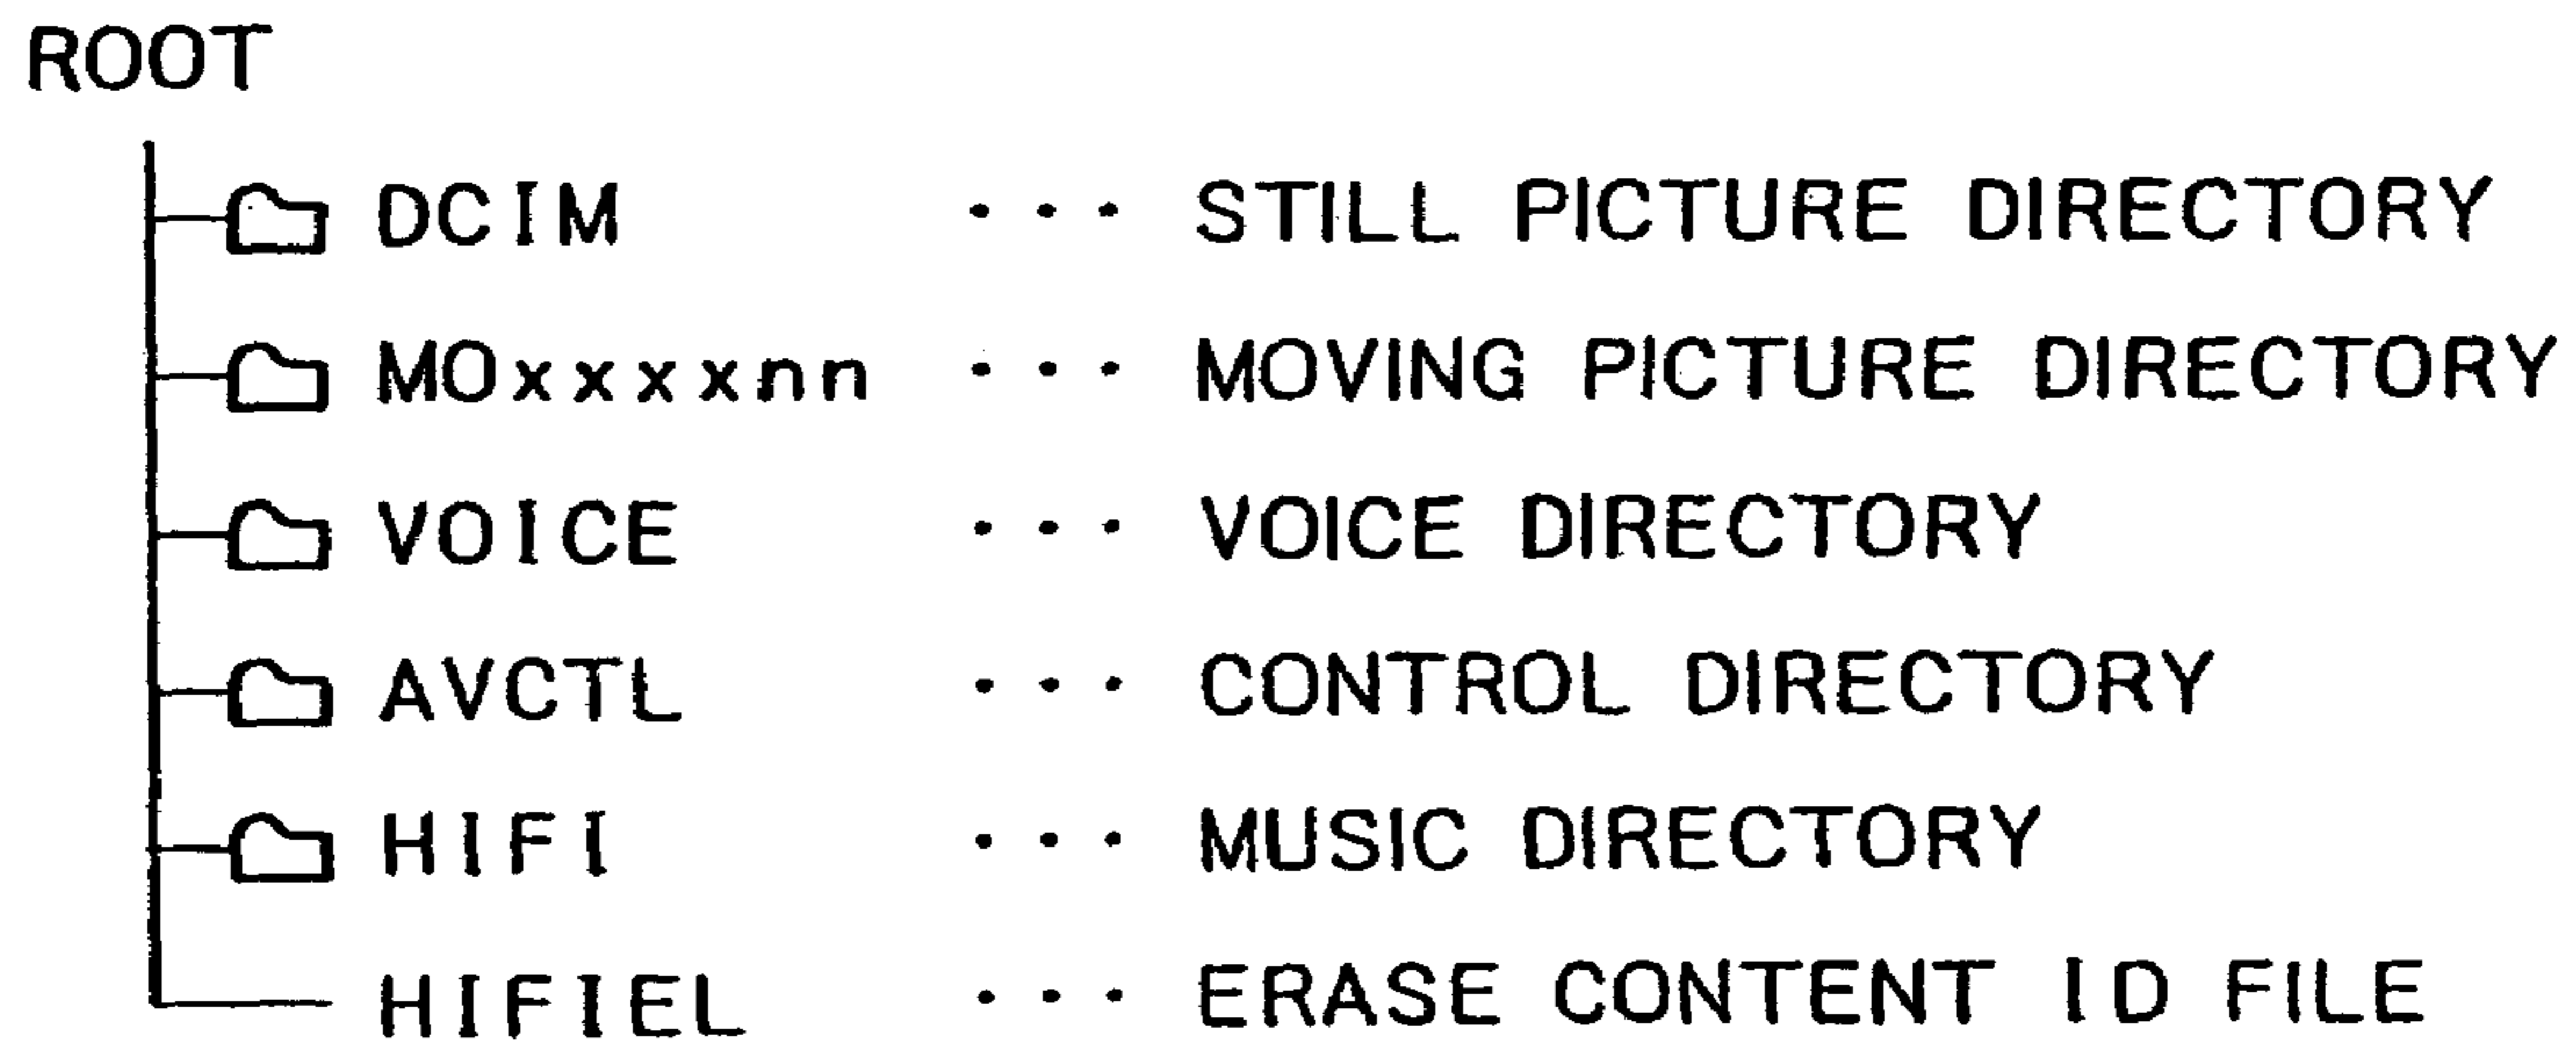 ROOT
DCIM ··· STILL PICTURE DIRECTORY
MOxxxxnn ··· MOVING PICTURE DIRECTORY
VOICE ··· VOICE DIRECTORY
AVCTL ··· CONTROL DIRECTORY
HIFI ··· MUSIC DIRECTORY
HIFIEL ··· ERASE CONTENT ID FILE